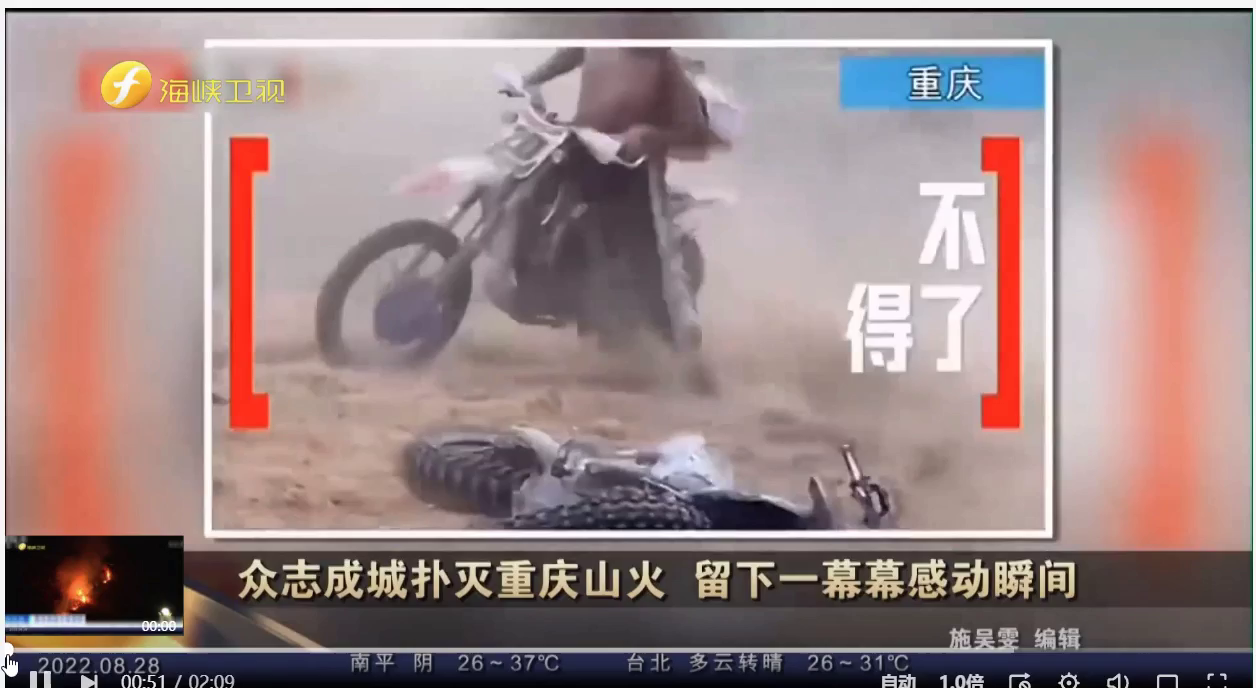 海峡卫视
重庆
不
得了
众志成城扑灭重庆山火 留下一幕幕感动瞬间
00:00
施吴雯 编辑
2022.08.28
南平 阴 26~37℃ 台北 多云转晴 26~31℃
00:51 / 02:09
自动 1.0倍